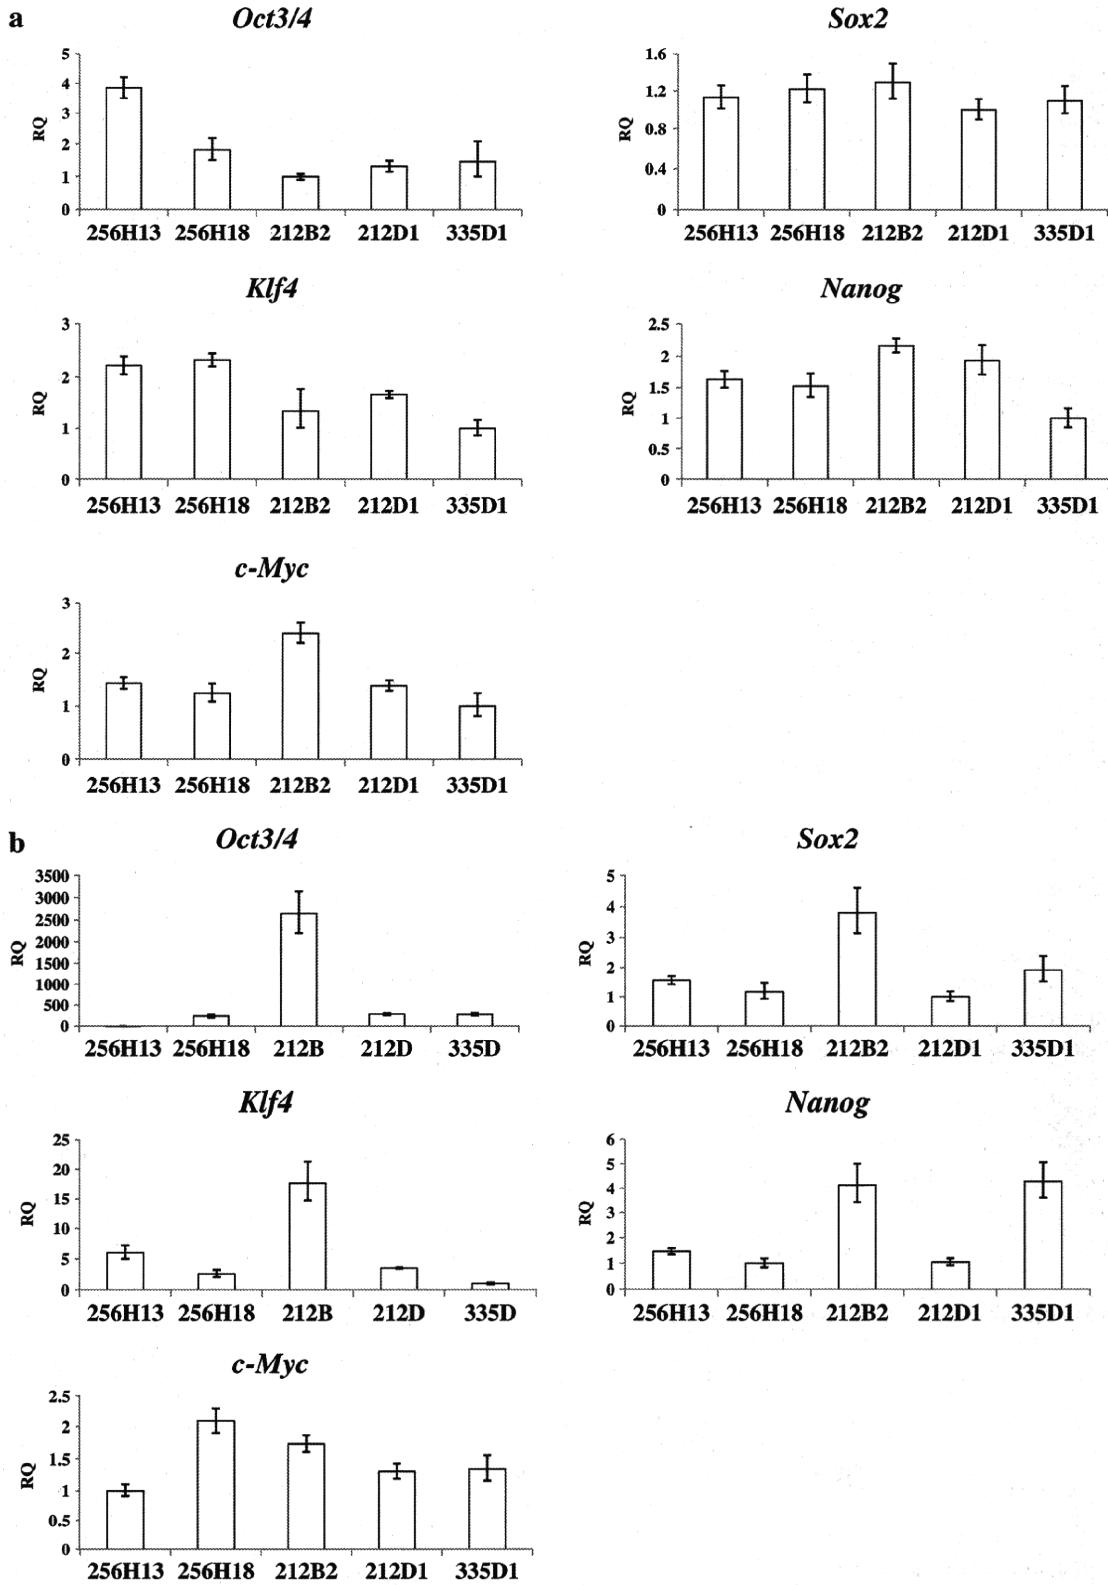 a
Oct3/4
Sox2
5
4
3
2
1
0
RQ
256H13 256H18 212B2 212D1 335D1
1.6
1.2
0.8
0.4
0
RQ
256H13 256H18 212B2 212D1 335D1
Klf4
Nanog
3
2
1
0
RQ
256H13 256H18 212B2 212D1 335D1
2.5
2
1.5
1
0.5
0
RQ
256H13 256H18 212B2 212D1 335D1
c-Myc
3
2
1
0
RQ
256H13 256H18 212B2 212D1 335D1
b
Oct3/4
Sox2
3500
3000
2500
2000
1500
1000
500
0
RQ
256H13 256H18 212B 212D 335D
5
4
3
2
1
0
RQ
256H13 256H18 212B2 212D1 335D1
Klf4
Nanog
25
20
15
10
5
0
RQ
256H13 256H18 212B 212D 335D
6
5
4
3
2
1
0
RQ
256H13 256H18 212B2 212D1 335D1
c-Myc
2.5
2
1.5
1
0.5
0
RQ
256H13 256H18 212B2 212D1 335D1